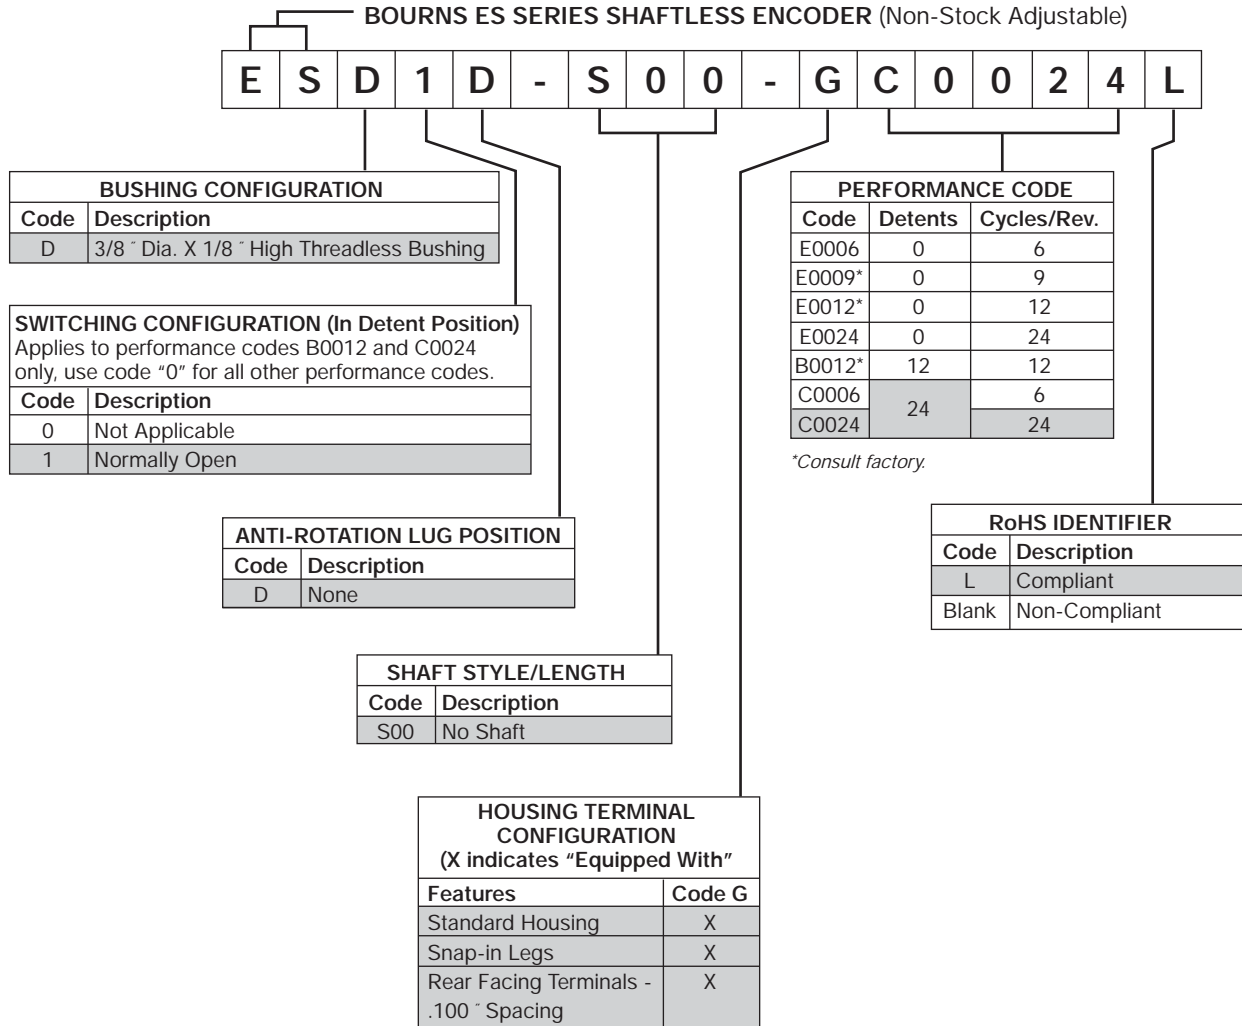 BOURNS ES SERIES SHAFTLESS ENCODER (Non-Stock Adjustable)
E S D 1 D - S 0 0 - G C 0 0 2 4 L
BUSHING CONFIGURATION
Code Description
D 3/8 ˝ Dia. X 1/8 ˝ High Threadless Bushing
SWITCHING CONFIGURATION (In Detent Position)
Applies to performance codes B0012 and C0024
only, use code “0” for all other performance codes.
Code Description
0 Not Applicable
1 Normally Open
ANTI-ROTATION LUG POSITION
Code Description
D None
SHAFT STYLE/LENGTH
Code Description
S00 No Shaft
HOUSING TERMINAL
CONFIGURATION
(X indicates “Equipped With”
Features Code G
Standard Housing X
Snap-in Legs X
Rear Facing Terminals - X
.100 ˝ Spacing
PERFORMANCE CODE
Code Detents Cycles/Rev.
E0006 0 6
E0009* 0 9
E0012* 0 12
E0024 0 24
B0012* 12 12
C0006 24 6
C0024 24
*Consult factory.
RoHS IDENTIFIER
Code Description
L Compliant
Blank Non-Compliant